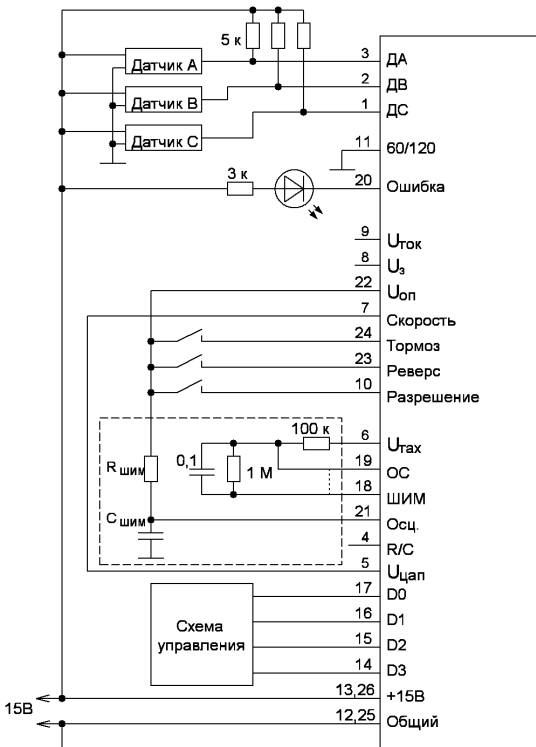 5 к
3
ДА
Датчик А
2
ДВ
Датчик В
1
ДС
Датчик С
11
60/120
3 к
20
Ошибка
9
Uток
8
Uз
22
Uоп
7
Скорость
24
Тормоз
23
Реверс
10
Разрешение
100 к
6
Uтах
R шим
0,1
1 М
19
ОС
18
ШИМ
C шим
21
Осц.
4
R/C
5
Uцап
17
D0
Схема
управления
16
D1
15
D2
14
D3
13,26
+15В
15В
12,25
Общий